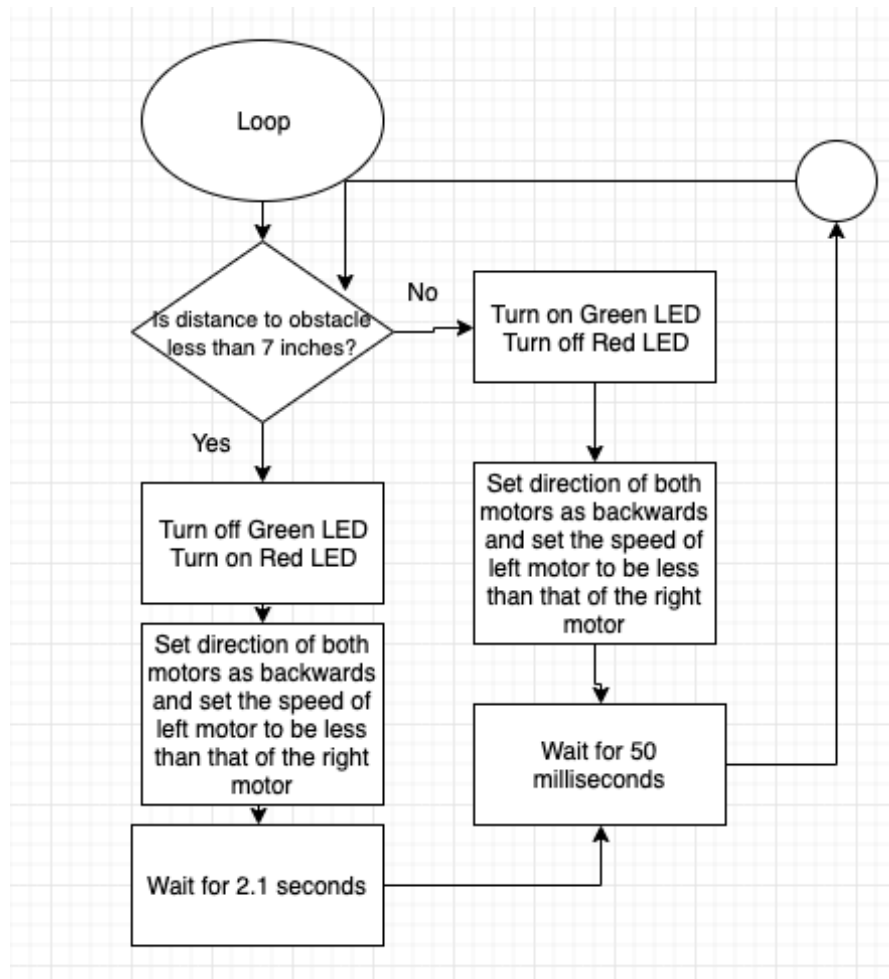 Loop
Is distance to obstacle
less than 7 inches?
No
Turn on Green LED
Turn off Red LED
Yes
Turn off Green LED
Turn on Red LED
Set direction of both
motors as backwards
and set the speed of
left motor to be less
than that of the right
motor
Set direction of both
motors as backwards
and set the speed of
left motor to be less
than that of the right
motor
Wait for 50
milliseconds
Wait for 2.1 seconds